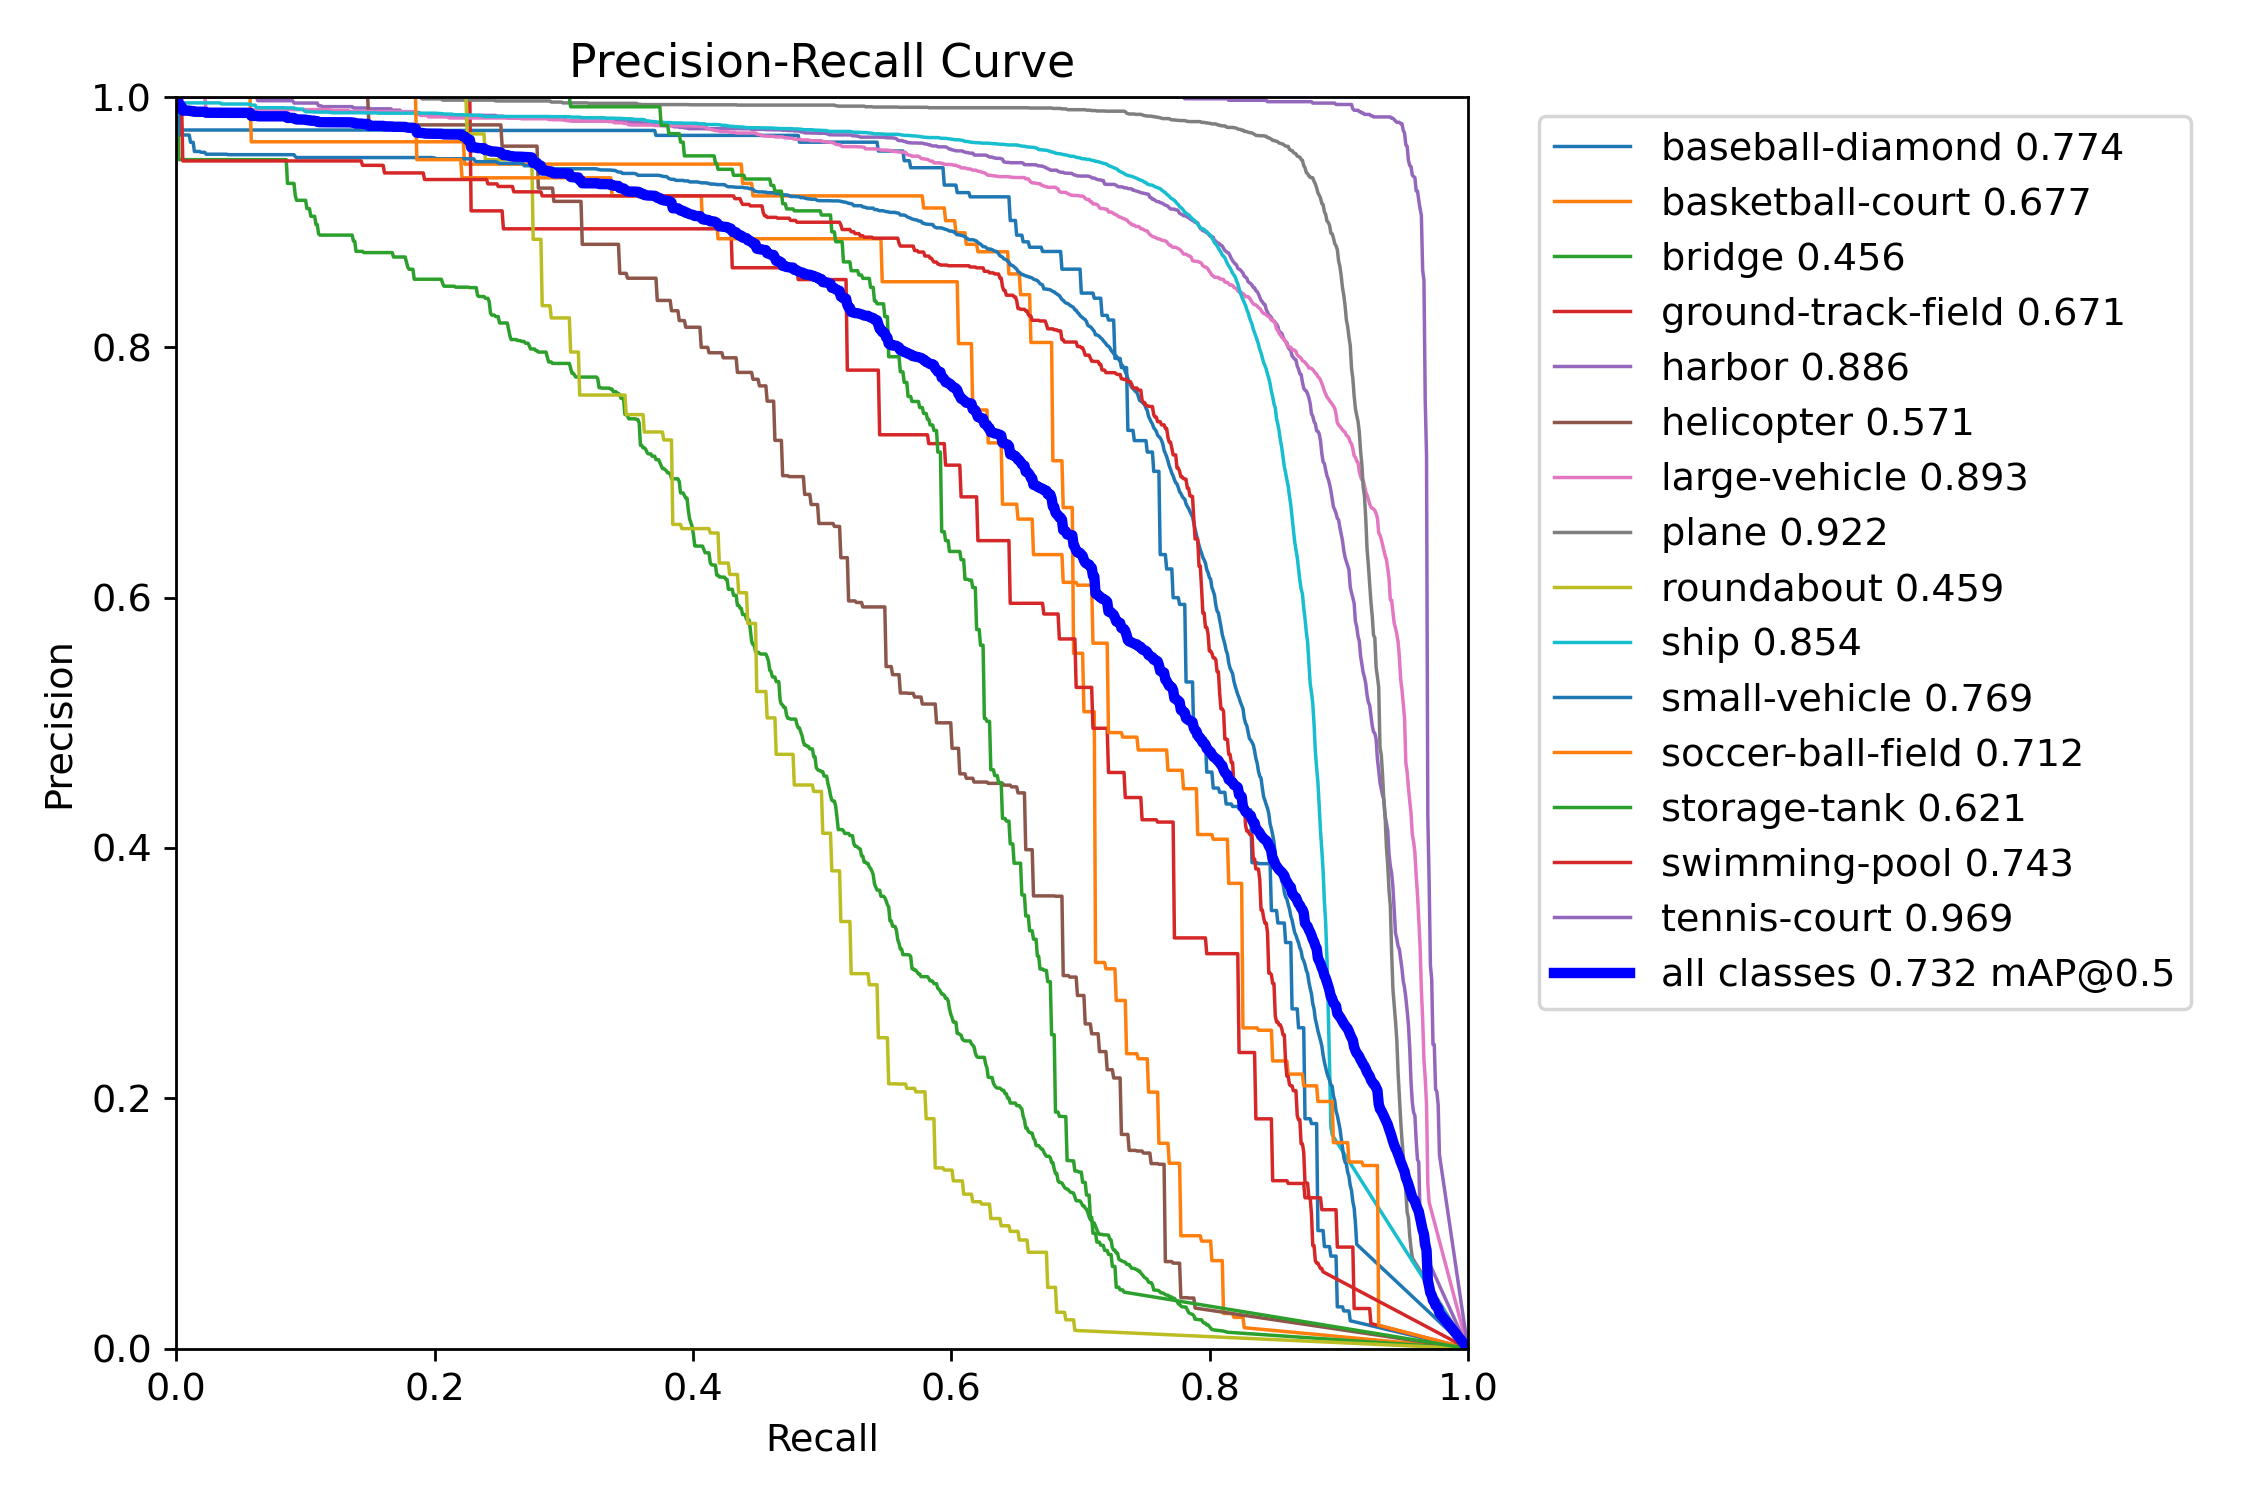 Precision-Recall Curve
1.0
0.8
0.6
0.4
0.2
0.0
Precision
0.0 0.2 0.4 0.6 0.8 1.0
Recall
baseball-diamond 0.774
basketball-court 0.677
bridge 0.456
ground-track-field 0.671
harbor 0.886
helicopter 0.571
large-vehicle 0.893
plane 0.922
roundabout 0.459
ship 0.854
small-vehicle 0.769
soccer-ball-field 0.712
storage-tank 0.621
swimming-pool 0.743
tennis-court 0.969
all classes 0.732 mAP@0.5